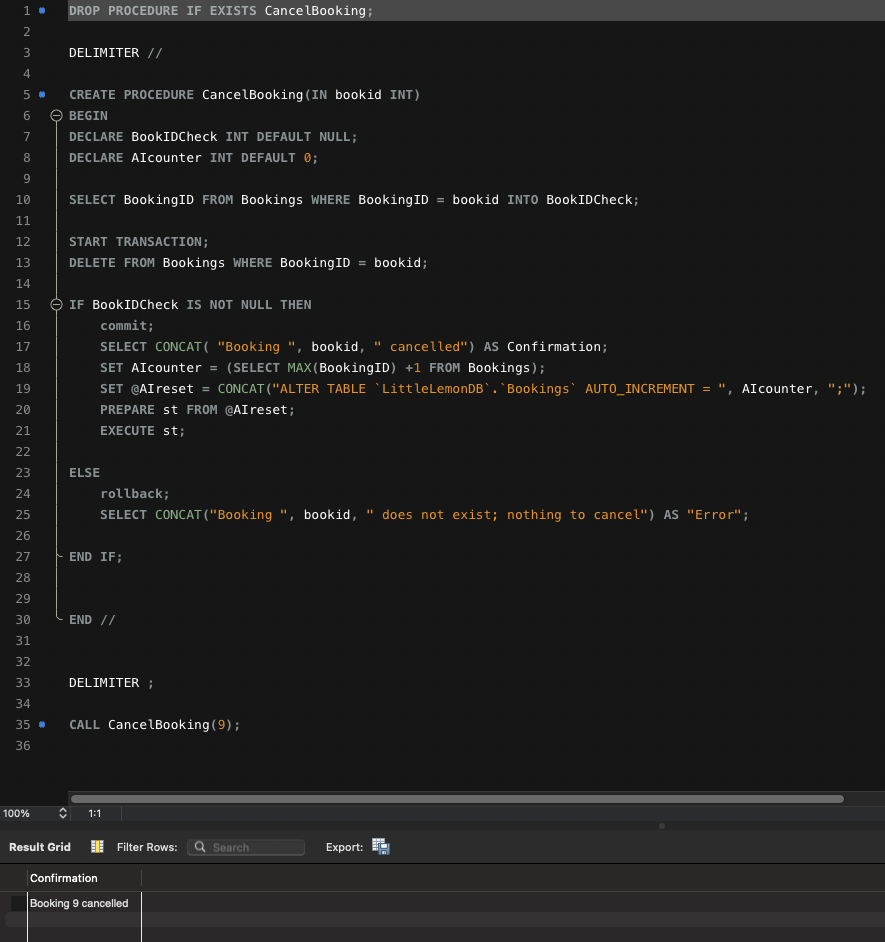 1 DROP PROCEDURE IF EXISTS CancelBooking;
2
3 DELIMITER //
4
5 CREATE PROCEDURE CancelBooking(IN bookid INT)
6 BEGIN
7 DECLARE BookIDCheck INT DEFAULT NULL;
8 DECLARE AIcounter INT DEFAULT 0;
9
10 SELECT BookingID FROM Bookings WHERE BookingID = bookid INTO BookIDCheck;
11
12 START TRANSACTION;
13 DELETE FROM Bookings WHERE BookingID = bookid;
14
15 IF BookIDCheck IS NOT NULL THEN
16 commit;
17 SELECT CONCAT( "Booking ", bookid, " cancelled") AS Confirmation;
18 SET AIcounter = (SELECT MAX(BookingID) +1 FROM Bookings);
19 SET @AIreset = CONCAT("ALTER TABLE `LittleLemonDB`.`Bookings` AUTO_INCREMENT = ", AIcounter, ";");
20 PREPARE st FROM @AIreset;
21 EXECUTE st;
22
23 ELSE
24 rollback;
25 SELECT CONCAT("Booking ", bookid, " does not exist; nothing to cancel") AS "Error";
26
27 END IF;
28
29
30 END //
31
32
33 DELIMITER ;
34
35 CALL CancelBooking(9);
36
100% 1:1
Result Grid Filter Rows: Search Export:
Confirmation
Booking 9 cancelled